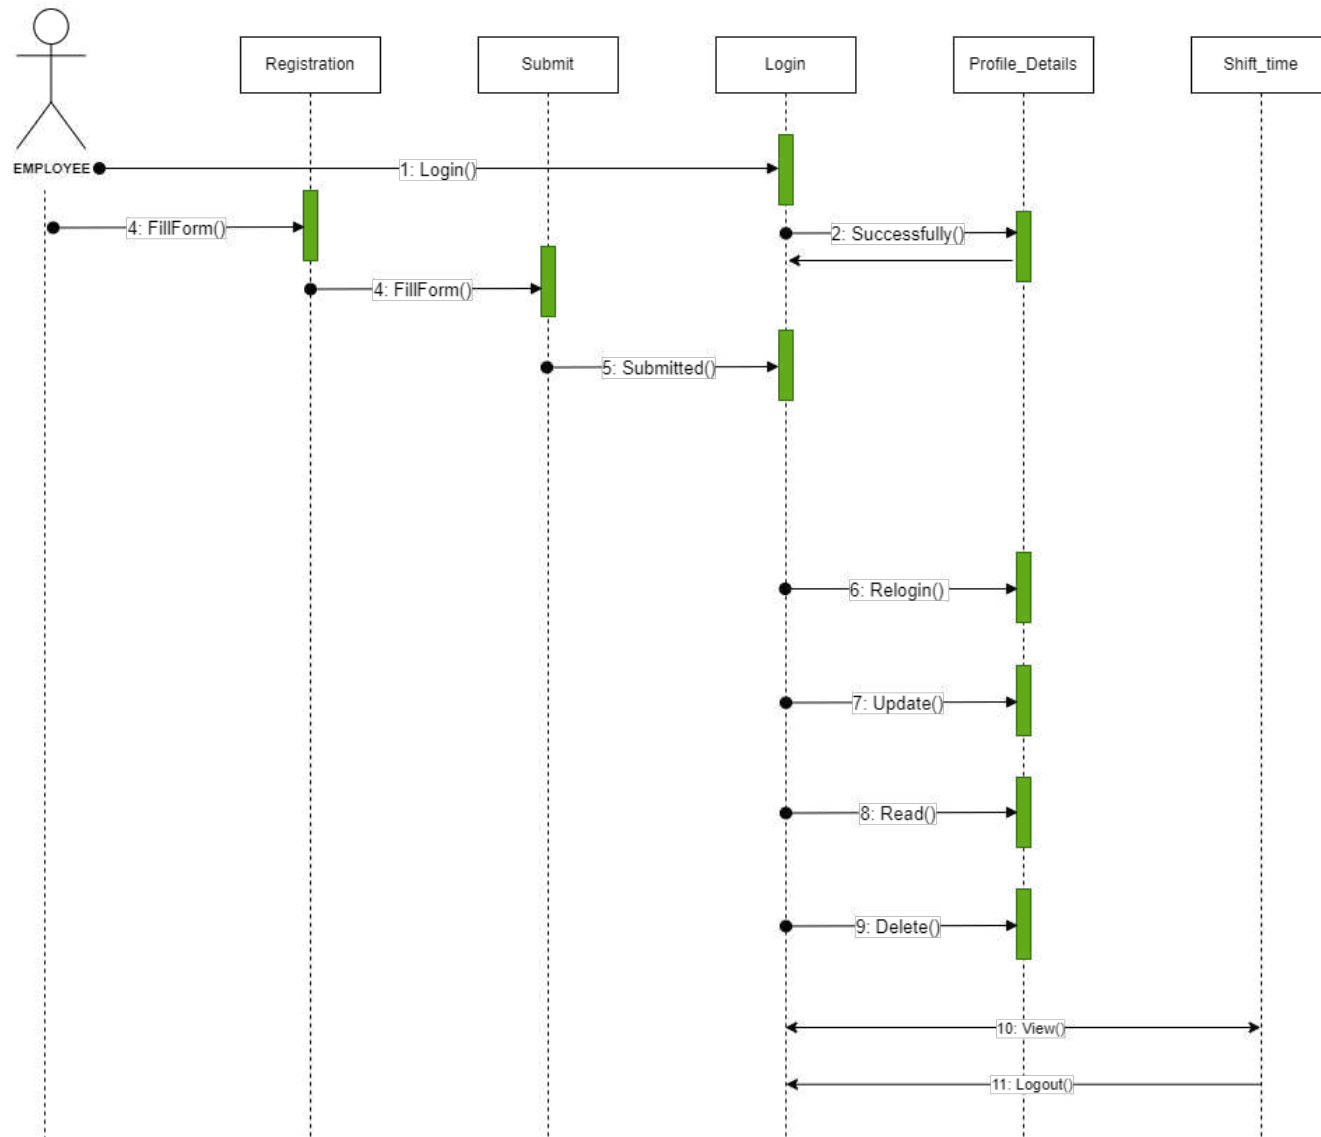 Registration
Submit
Login
Profile_Details
Shift_time
EMPLOYEE
1: Login()
4: FillForm()
2: Successfully()
4: FillForm()
5: Submitted()
6: Relogin()
7: Update()
8: Read()
9: Delete()
10: View()
11: Logout()